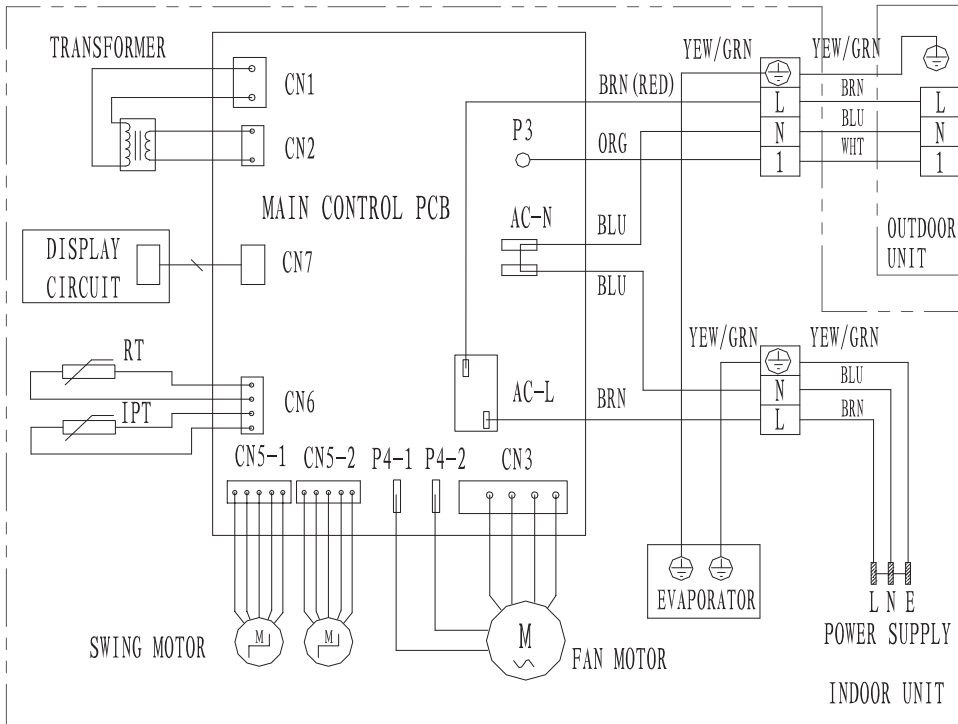 TRANSFORMER
CN1
CN2
MAIN CONTROL PCB
P3
AC-N
DISPLAY
CIRCUIT
CN7
RT
IPT
CN6
AC-L
CN5-1 CN5-2 P4-1 P4-2 CN3
M
M
SWING MOTOR
M
FAN MOTOR
YEW/GRN
YEW/GRN
BRN (RED)
L
BRN
L
ORG
N
BLU
N
1
WHT
1
BLU
BLU
OUTDOOR
UNIT
YEW/GRN
YEW/GRN
N
BLU
BRN
L
BRN
EVAPORATOR
L N E
POWER SUPPLY
INDOOR UNIT